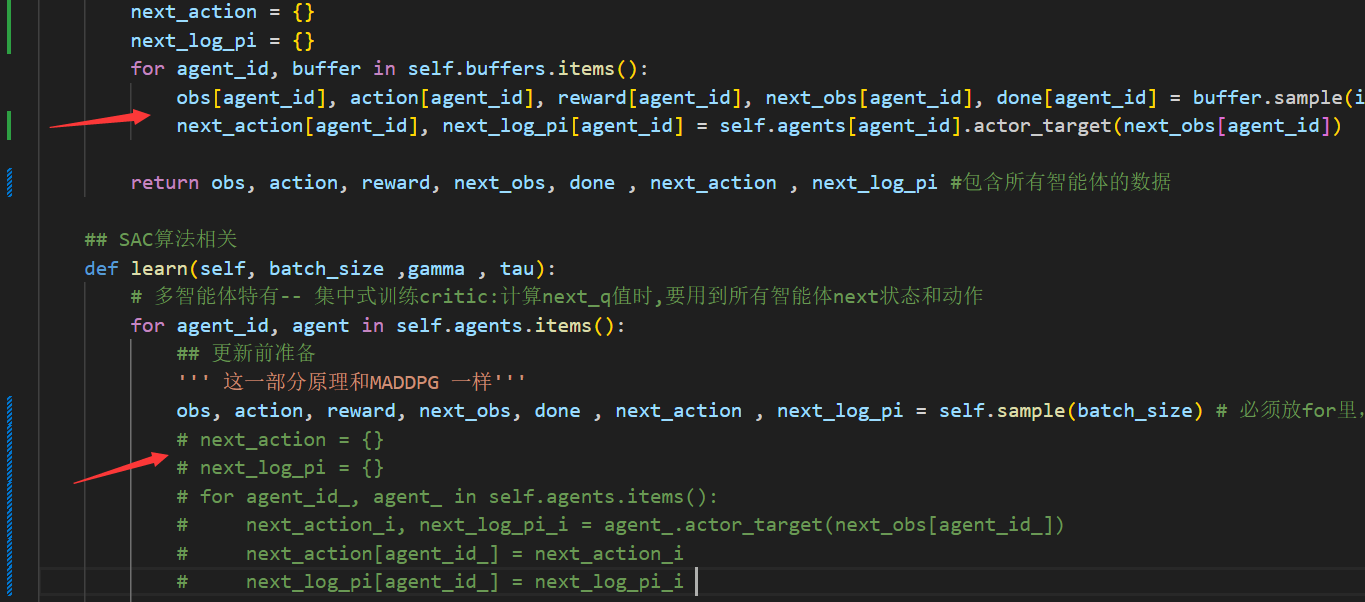 next_action = {}
next_log_pi = {}
for agent_id, buffer in self.buffers.items():
obs[agent_id], action[agent_id], reward[agent_id], next_obs[agent_id], done[agent_id] = buffer.sample(i
next_action[agent_id], next_log_pi[agent_id] = self.agents[agent_id].actor_target(next_obs[agent_id])
return obs, action, reward, next_obs, done , next_action , next_log_pi #包含所有智能体的数据
## SAC算法相关
def learn(self, batch_size ,gamma , tau):
# 多智能体特有-- 集中式训练critic:计算next_q值时,要用到所有智能体next状态和动作
for agent_id, agent in self.agents.items():
## 更新前准备
''' 这一部分原理和MADDPG 一样'''
obs, action, reward, next_obs, done , next_action , next_log_pi = self.sample(batch_size) # 必须放for里，
# next_action = {}
# next_log_pi = {}
# for agent_id_, agent_ in self.agents.items():
#     next_action_i, next_log_pi_i = agent_.actor_target(next_obs[agent_id_])
#     next_action[agent_id_] = next_action_i
#     next_log_pi[agent_id_] = next_log_pi_i